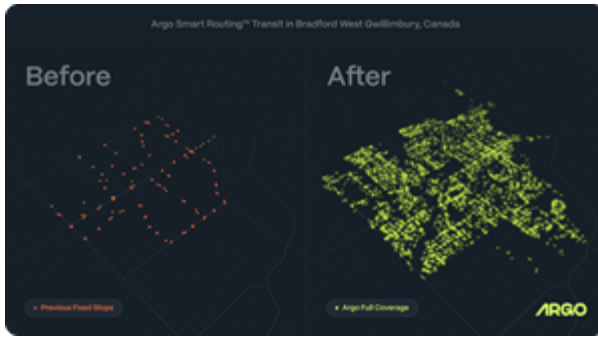 Argo Smart Routing™ Transit in Bradford West Gwillimbury, Canada
Before
After
Previous Fixed Stops
Argo Full Coverage
ARGO